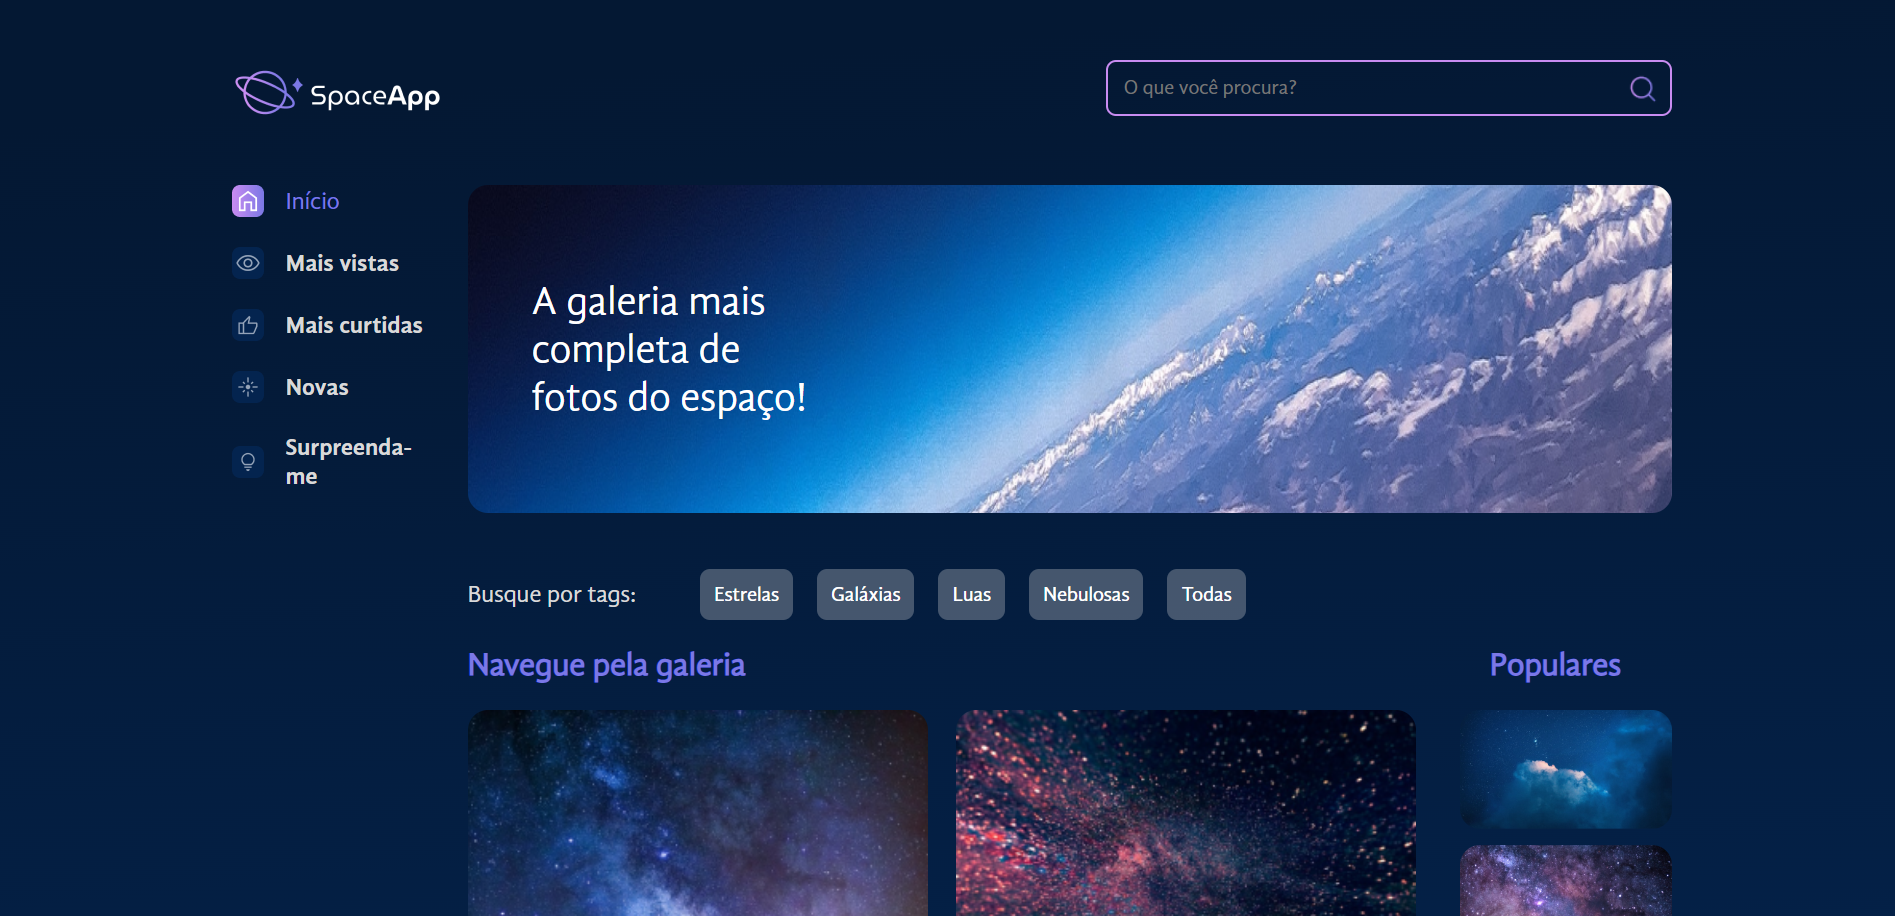 SpaceApp
O que você procura?
Início
Mais vistas
Mais curtidas
Novas
Surpreenda-
me
A galeria mais
completa de
fotos do espaço!
Busque por tags:
Estrelas
Galáxias
Luas
Nebulosas
Todas
Navegue pela galeria
Populares